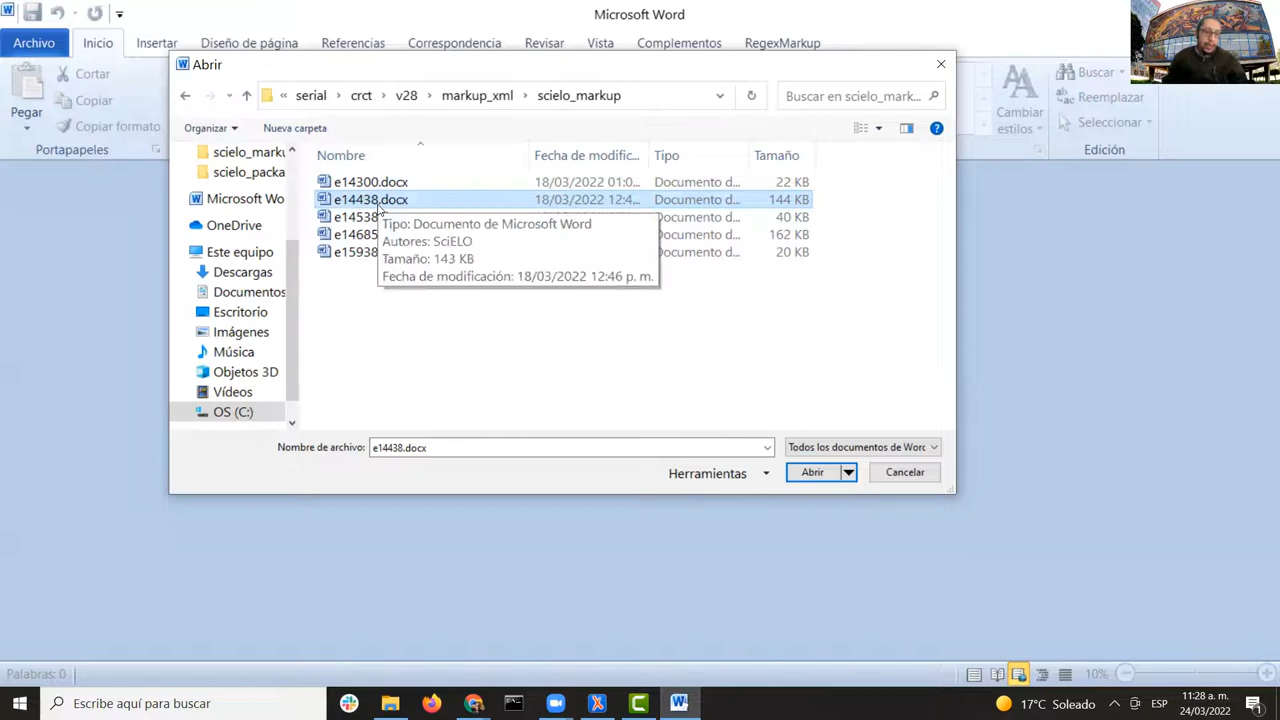 Microsoft Word
Archivo Inicio Insertar Diseño de página Referencias Correspondencia Revisar Vista Complementos RegexMarkup
Pegar
Cortar
Copiar
Copiar formato
Portapapeles
Cambiar
estilos
Buscar
Reemplazar
Seleccionar
Edición
Abrir
« serial › crct › v28 › markup_xml › scielo_markup
Buscar en scielo_mark...
Organizar
Nueva carpeta
scielo_marku
scielo_packa
Microsoft Wo
OneDrive
Este equipo
Descargas
Documentos
Escritorio
Imágenes
Música
Objetos 3D
Vídeos
OS (C:)
Nombre Fecha de modific... Tipo Tamaño
e14300.docx 18/03/2022 01:0... Documento d... 22 KB
e14438.docx 18/03/2022 12:4... Documento d... 144 KB
e14538 Documento d... 40 KB
e14685 Documento d... 162 KB
e15938 Documento d... 20 KB
Tipo: Documento de Microsoft Word
Autores: SciELO
Tamaño: 143 KB
Fecha de modificación: 18/03/2022 12:46 p. m.
Nombre de archivo: e14438.docx
Todos los documentos de Worc
Herramientas
Abrir
Cancelar
Palabras: 0
10%
Escribe aquí para buscar
17°C Soleado
ESP
11:28 a. m.
24/03/2022
1